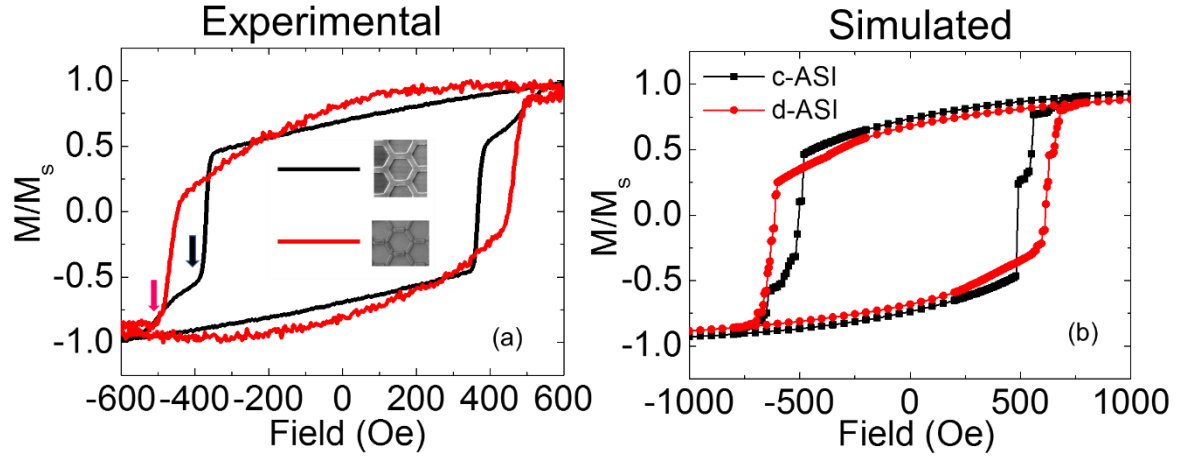 Experimental
Simulated
M/Ms
1.0
0.5
0.0
-0.5
-1.0
(a)
-600 -400 -200 0 200 400 600
Field (Oe)
M/Ms
1.0
0.5
0.0
-0.5
-1.0
c-ASI
d-ASI
(b)
-1000 -500 0 500 1000
Field (Oe)